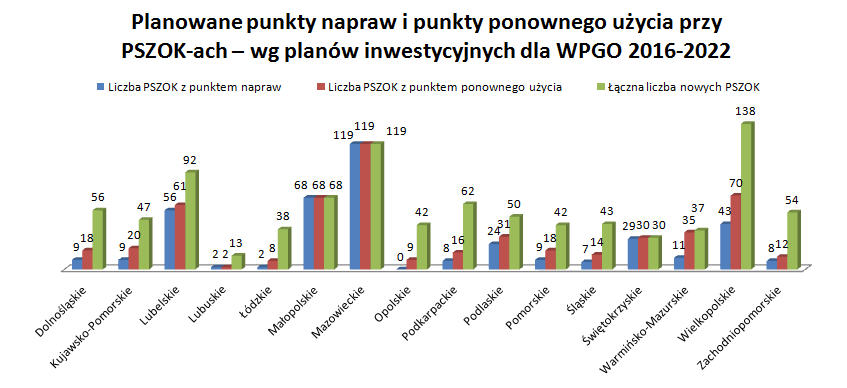 Planowane punkty napraw i punkty ponownego użycia przy
PSZOK-ach – wg planów inwestycyjnych dla WPGO 2016-2022
Liczba PSZOK z punktem napraw
Liczba PSZOK z punktem ponownego użycia
Łączna liczba nowych PSZOK
9 18 56
9 20 47
56 61 92
2 2 13
2 8 38
68 68 68
119 119 119
0 9 42
8 16 62
24 31 50
9 18 42
7 14 43
29 30 30
11 35 37
43 70 138
8 12 54
Dolnośląskie
Kujawsko-Pomorskie
Lubelskie
Lubuskie
Łódzkie
Małopolskie
Mazowieckie
Opolskie
Podkarpackie
Podlaskie
Pomorskie
Śląskie
Świętokrzyskie
Warmińsko-Mazurskie
Wielkopolskie
Zachodniopomorskie